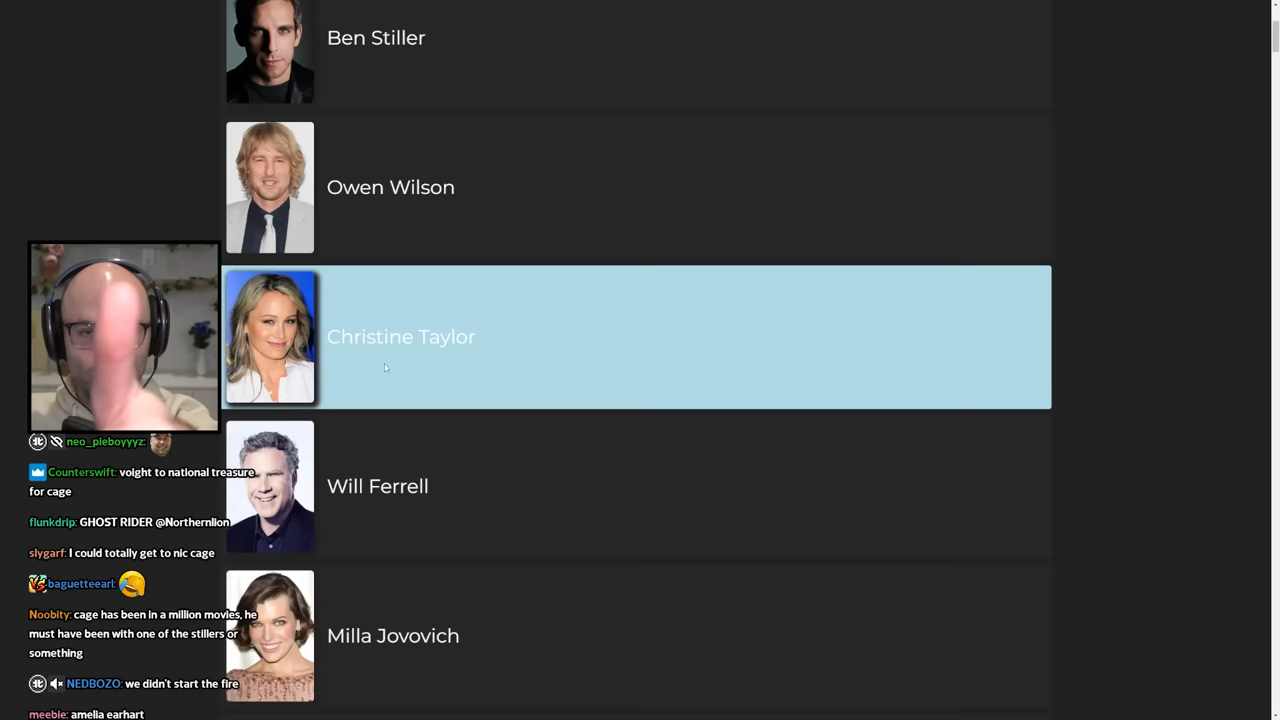 Ben Stiller
Owen Wilson
Christine Taylor
Will Ferrell
Milla Jovovich
neo_pleboyyyz:
Counterswift: voight to national treasure
for cage
flunkdrip: GHOST RIDER @Northernlion
slygarf: I could totally get to nic cage
baguetteearl:
Noobity: cage has been in a million movies, he
must have been with one of the stillers or
something
NEDBOZO: we didn't start the fire
meebie: amelia earhart